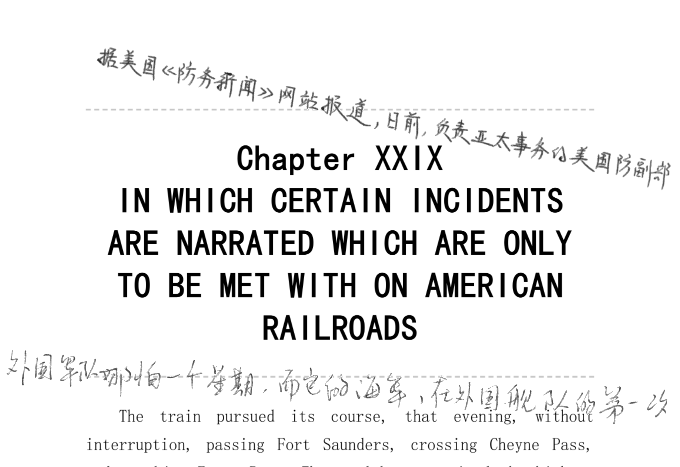 据美国《防务新闻》网站报道,日前,负责亚太事务的美国防副部
Chapter XXIX
IN WHICH CERTAIN INCIDENTS
ARE NARRATED WHICH ARE ONLY
TO BE MET WITH ON AMERICAN
RAILROADS
外国军队哪怕一个星期,而它的海军、在外国舰队的第一次
The train pursued its course, that evening, without
interruption, passing Fort Saunders, crossing Cheyne Pass,